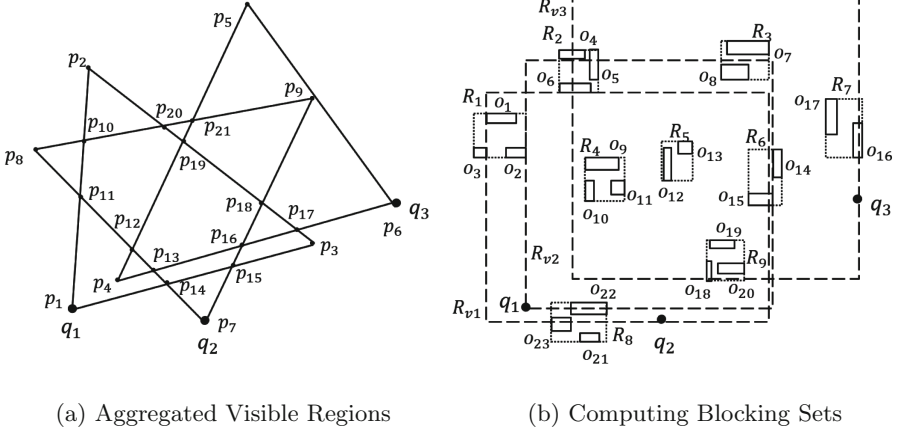 p5
p2
p9
p20
p10
p21
p8
p19
p11
p18
p17
q3
p12
p6
p16
p3
p13
p4
p15
p14
p1
q1
p7
q2
(a) Aggregated Visible Regions
Rv3
R2
o4
R3
o7
o6
o5
o8
R7
R1
o1
o17
R5
R6
R4
o9
o13
o3
o2
o14
o16
o12
o15
o11
o10
q3
o19
Rv2
R9
o22
o18
o20
q1
Rv1
R8
o23
q2
o21
(b) Computing Blocking Sets